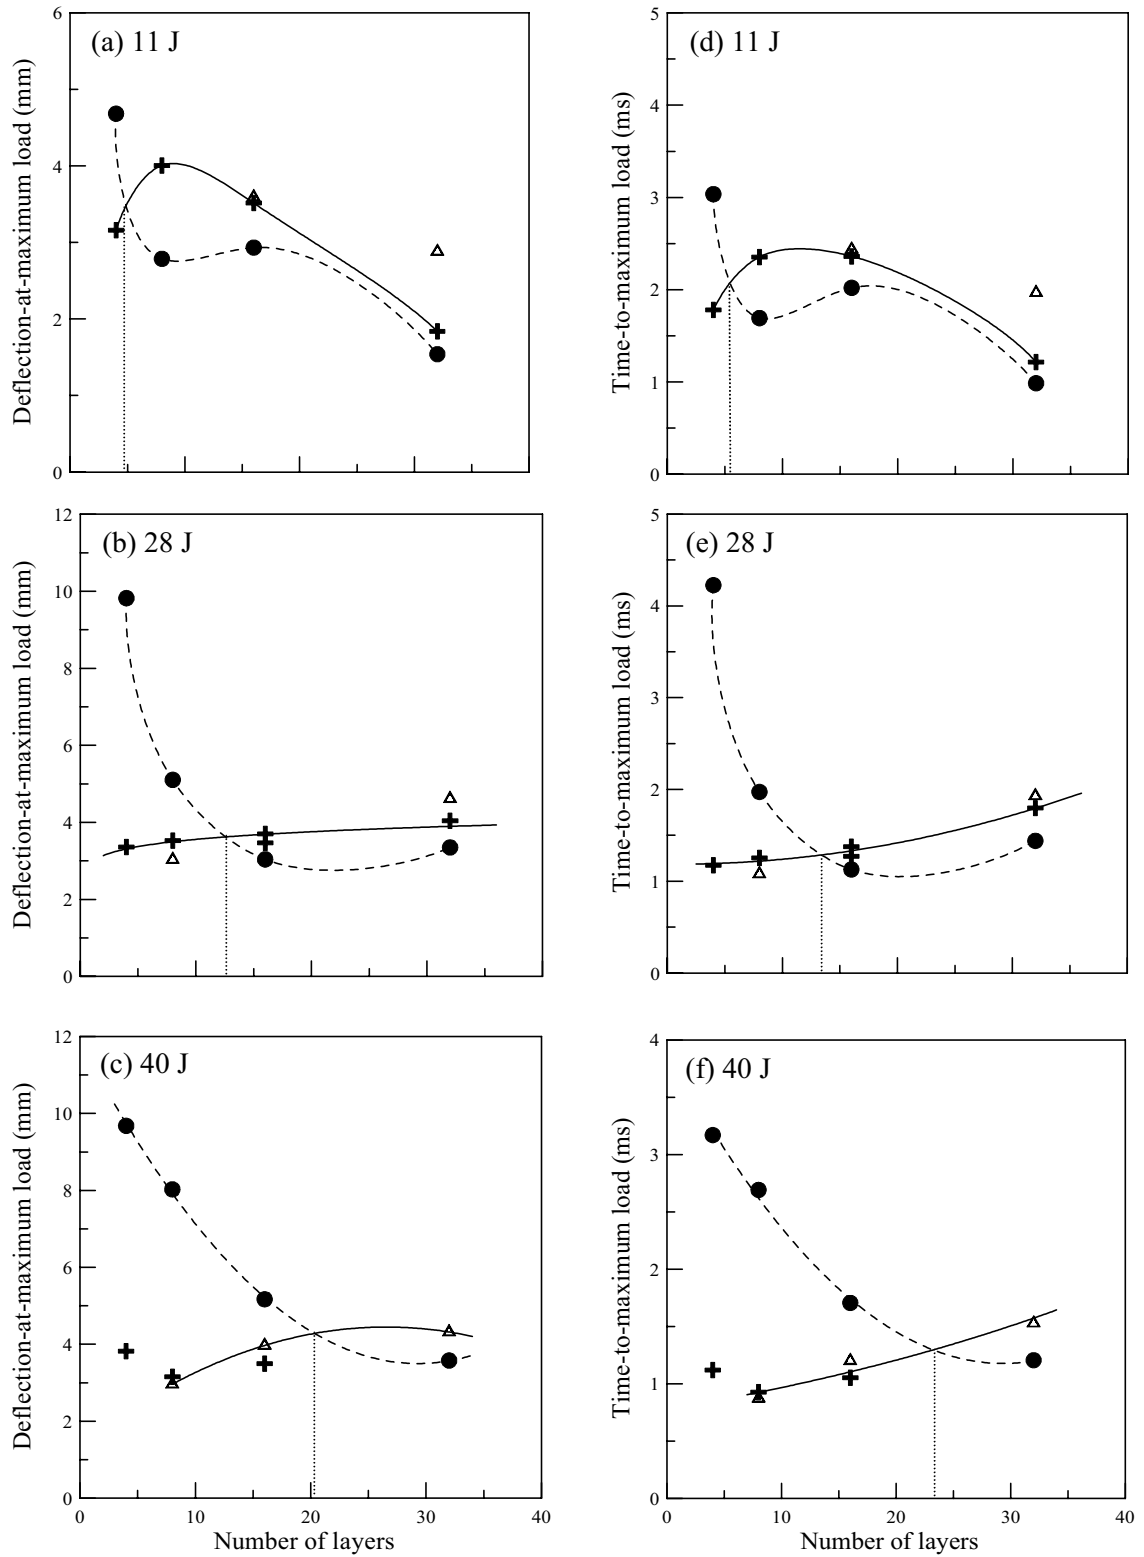 (a) 11 J
Deflection-at-maximum load (mm)
6
4
2
0
(d) 11 J
Time-to-maximum load (ms)
5
4
3
2
1
0
(b) 28 J
Deflection-at-maximum load (mm)
12
10
8
6
4
2
0
(e) 28 J
Time-to-maximum load (ms)
5
4
3
2
1
0
(c) 40 J
Deflection-at-maximum load (mm)
12
10
8
6
4
2
0
0 10 20 30 40
Number of layers
(f) 40 J
Time-to-maximum load (ms)
4
3
2
1
0
0 10 20 30 40
Number of layers